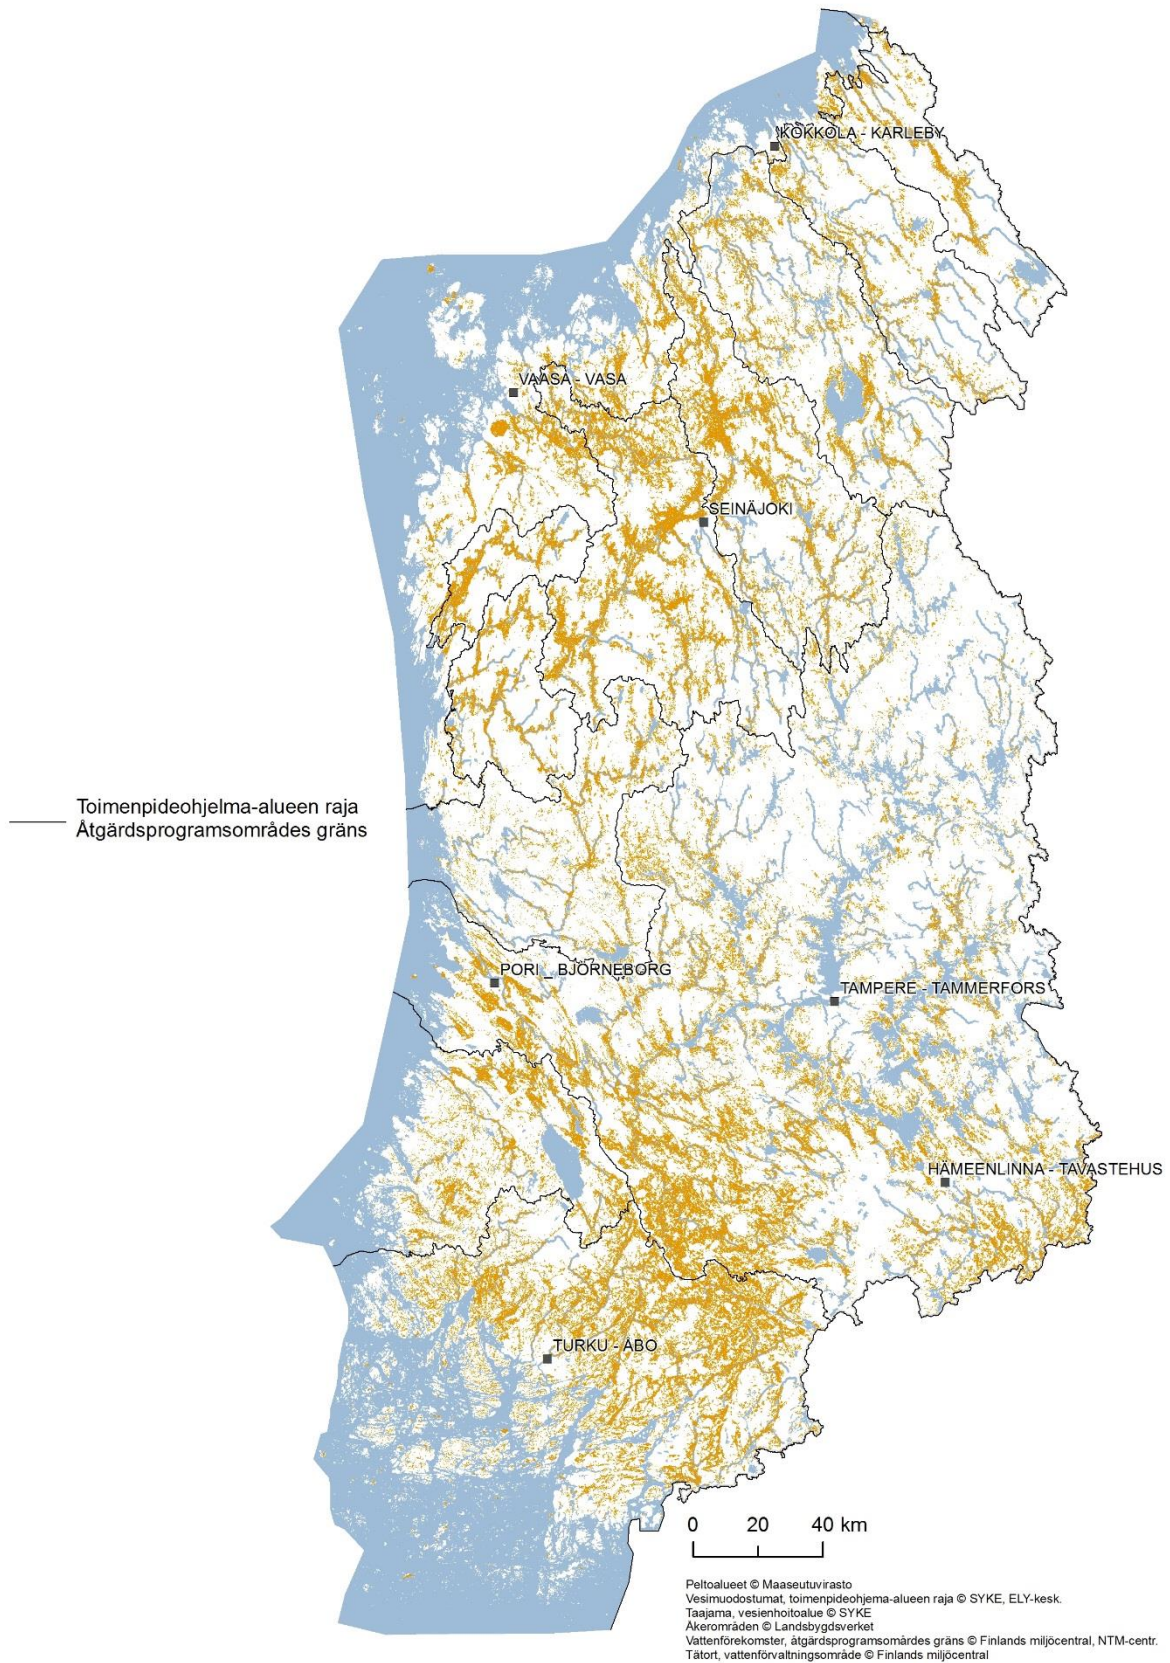 KOKKOLA - KARLEBY
VAASA - VASA
SEINÄJOKI
Toimenpideohjelma-alueen raja
Åtgärdsprogramsområdes gräns
PORI _ BJÖRNEBORG
TAMPERE - TAMMERFORS
HÄMEENLINNA - TAVASTEHUS
TURKU - ÅBO
0 20 40 km
Peltoalueet © Maaseutuvirasto
Vesimuodostumat, toimenpideohjema-alueen raja © SYKE, ELY-kesk.
Taajama, vesienhoitoalue © SYKE
Åkerområden © Landsbygdsverket
Vattenförekomster, åtgärdsprogramsomårdes gräns © Finlands miljöcentral, NTM-centr.
Tätort, vattenförvaltningsområde © Finlands miljöcentral